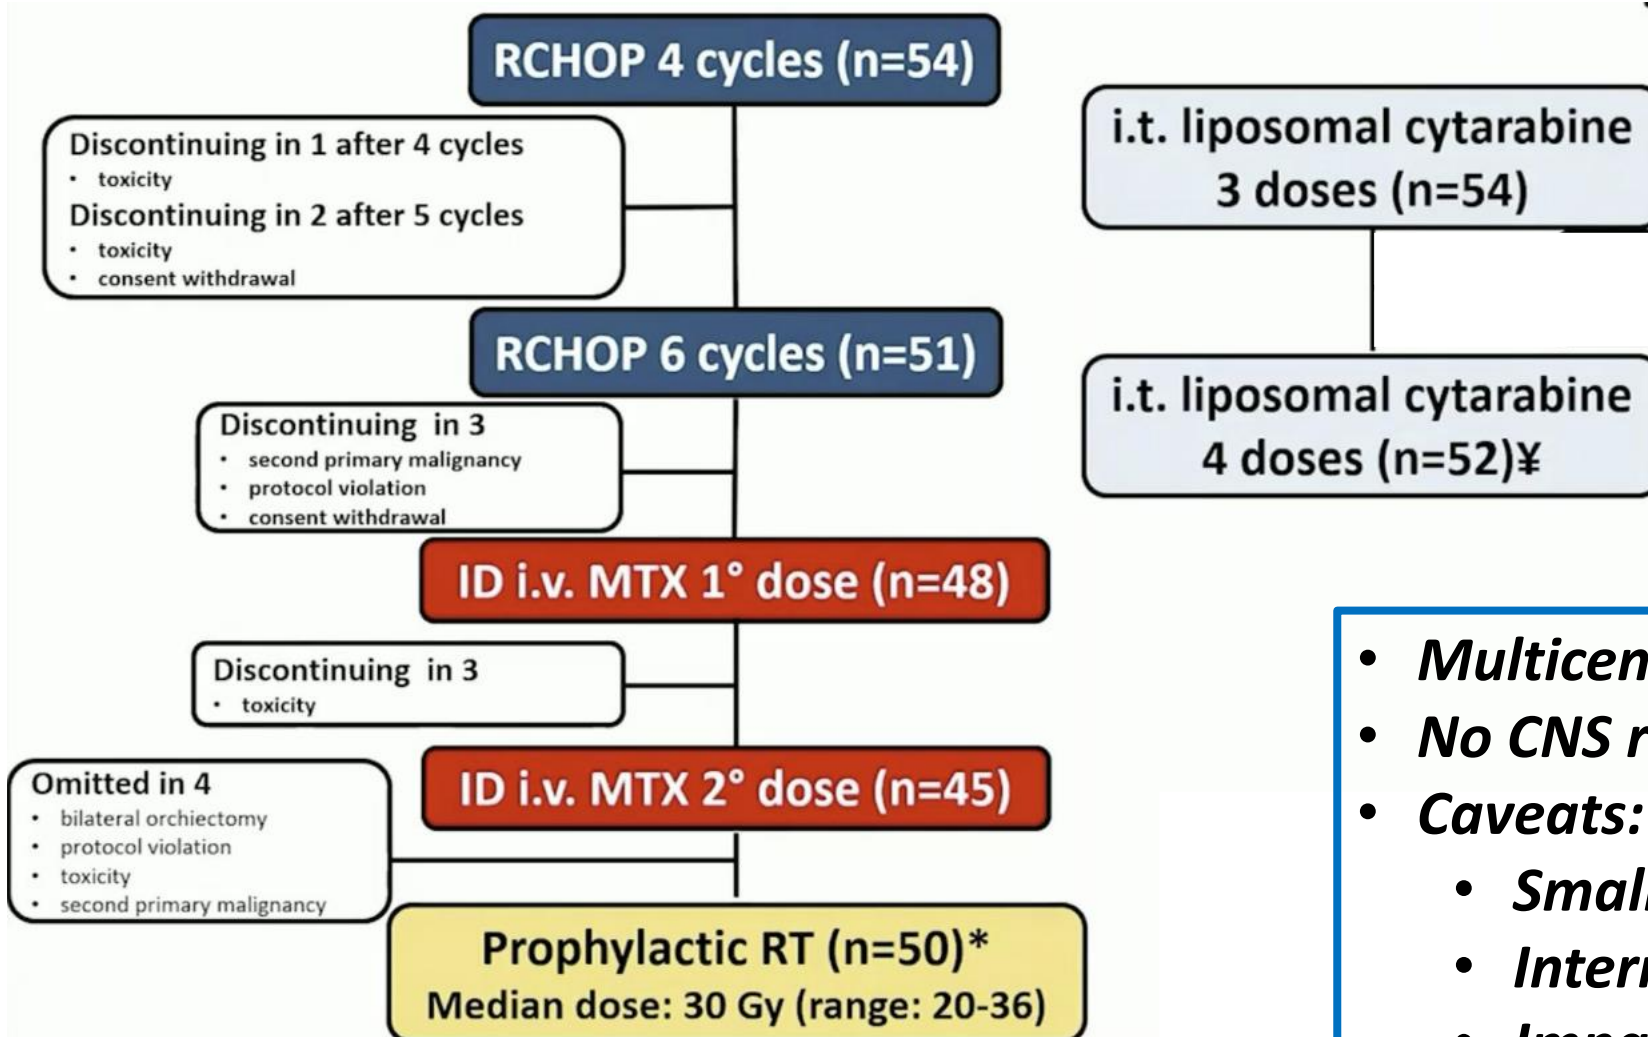 RCHOP 4 cycles (n=54)
Discontinuing in 1 after 4 cycles
• toxicity
Discontinuing in 2 after 5 cycles
• toxicity
• consent withdrawal
RCHOP 6 cycles (n=51)
Discontinuing in 3
• second primary malignancy
• protocol violation
• consent withdrawal
ID i.v. MTX 1° dose (n=48)
Discontinuing in 3
• toxicity
ID i.v. MTX 2° dose (n=45)
Omitted in 4
• bilateral orchiectomy
• protocol violation
• toxicity
• second primary malignancy
Prophylactic RT (n=50)*
Median dose: 30 Gy (range: 20-36)
i.t. liposomal cytarabine
3 doses (n=54)
i.t. liposomal cytarabine
4 doses (n=52)¥
• Multicen
• No CNS r
• Caveats:
• Small
• Intern